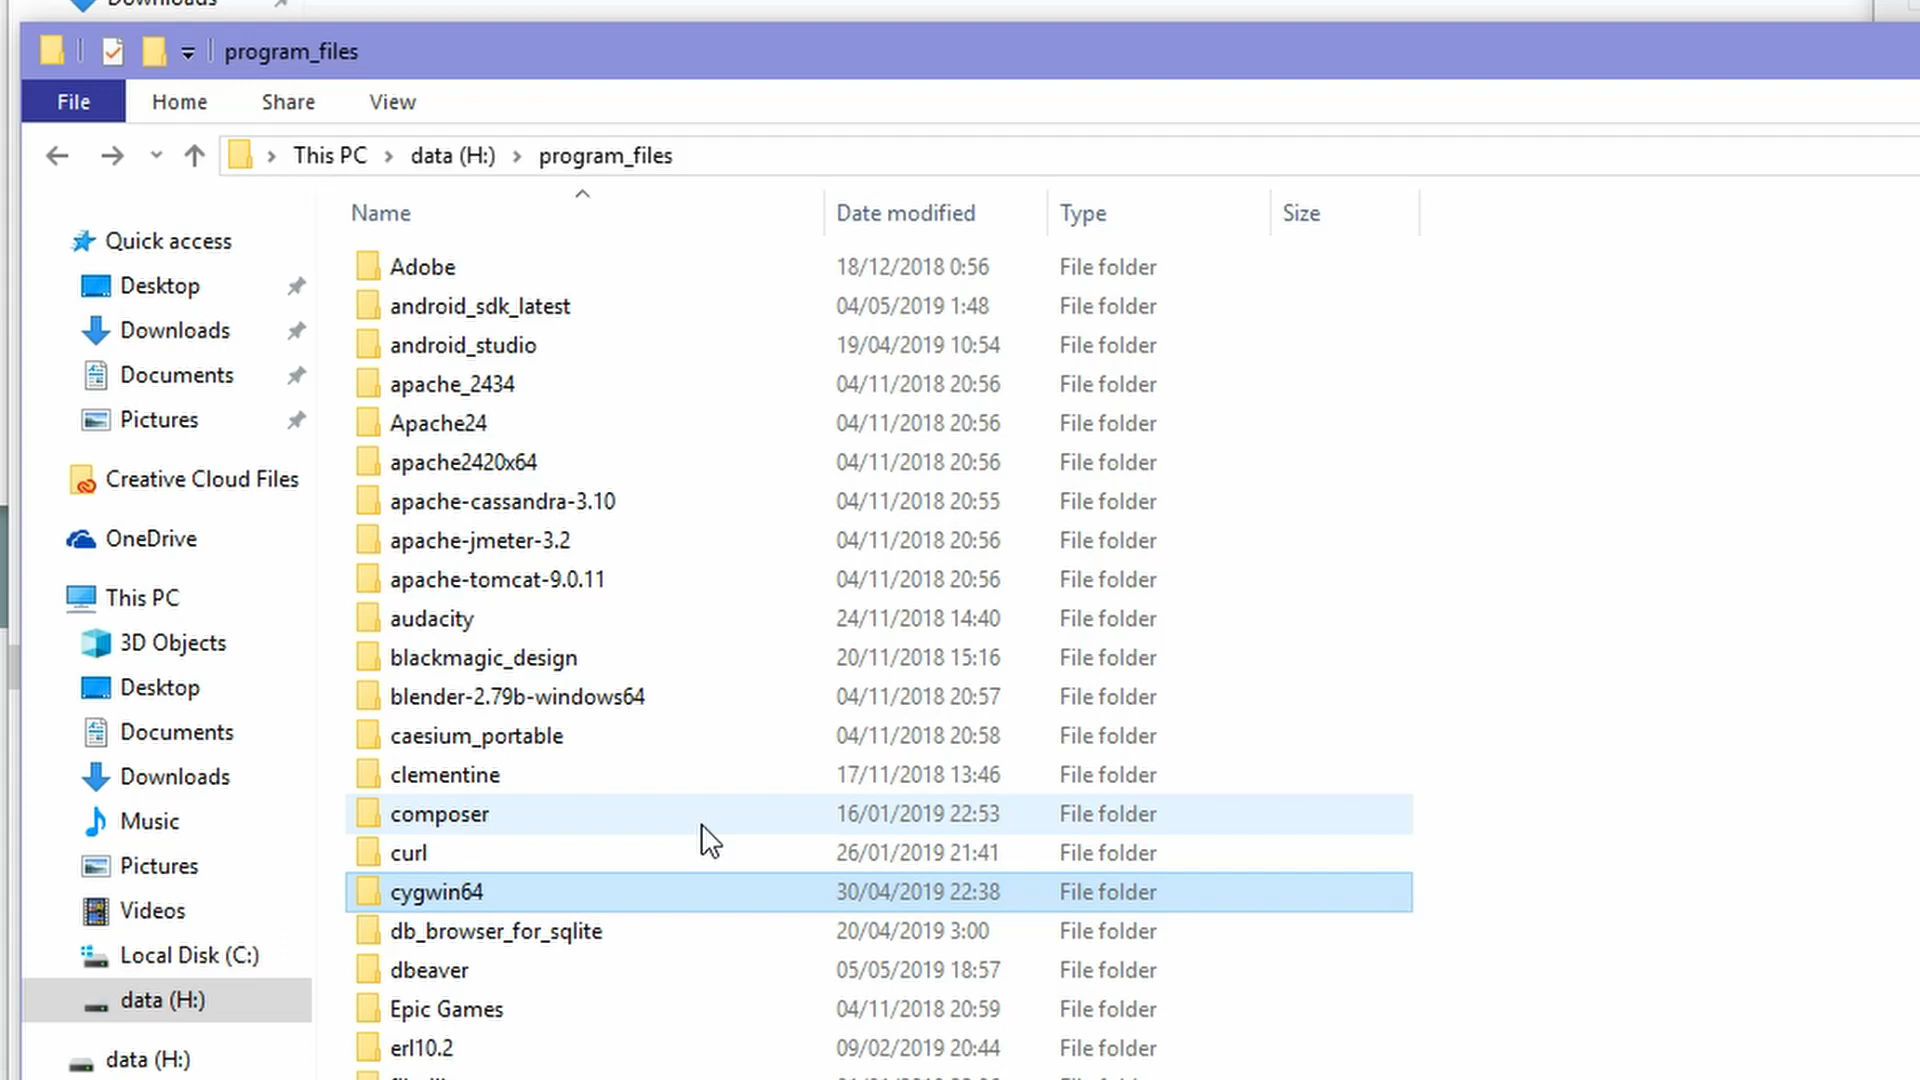 Downloads
program_files
File Home Share View
This PC data (H:) program_files
Name Date modified Type Size
Quick access
Desktop
Downloads
Documents
Pictures
Creative Cloud Files
OneDrive
This PC
3D Objects
Desktop
Documents
Downloads
Music
Pictures
Videos
Local Disk (C:)
data (H:)
data (H:)
Adobe 18/12/2018 0:56 File folder
android_sdk_latest 04/05/2019 1:48 File folder
android_studio 19/04/2019 10:54 File folder
apache_2434 04/11/2018 20:56 File folder
Apache24 04/11/2018 20:56 File folder
apache2420x64 04/11/2018 20:56 File folder
apache-cassandra-3.10 04/11/2018 20:55 File folder
apache-jmeter-3.2 04/11/2018 20:56 File folder
apache-tomcat-9.0.11 04/11/2018 20:56 File folder
audacity 24/11/2018 14:40 File folder
blackmagic_design 20/11/2018 15:16 File folder
blender-2.79b-windows64 04/11/2018 20:57 File folder
caesium_portable 04/11/2018 20:58 File folder
clementine 17/11/2018 13:46 File folder
composer 16/01/2019 22:53 File folder
curl 26/01/2019 21:41 File folder
cygwin64 30/04/2019 22:38 File folder
db_browser_for_sqlite 20/04/2019 3:00 File folder
dbeaver 05/05/2019 18:57 File folder
Epic Games 04/11/2018 20:59 File folder
erl10.2 09/02/2019 20:44 File folder